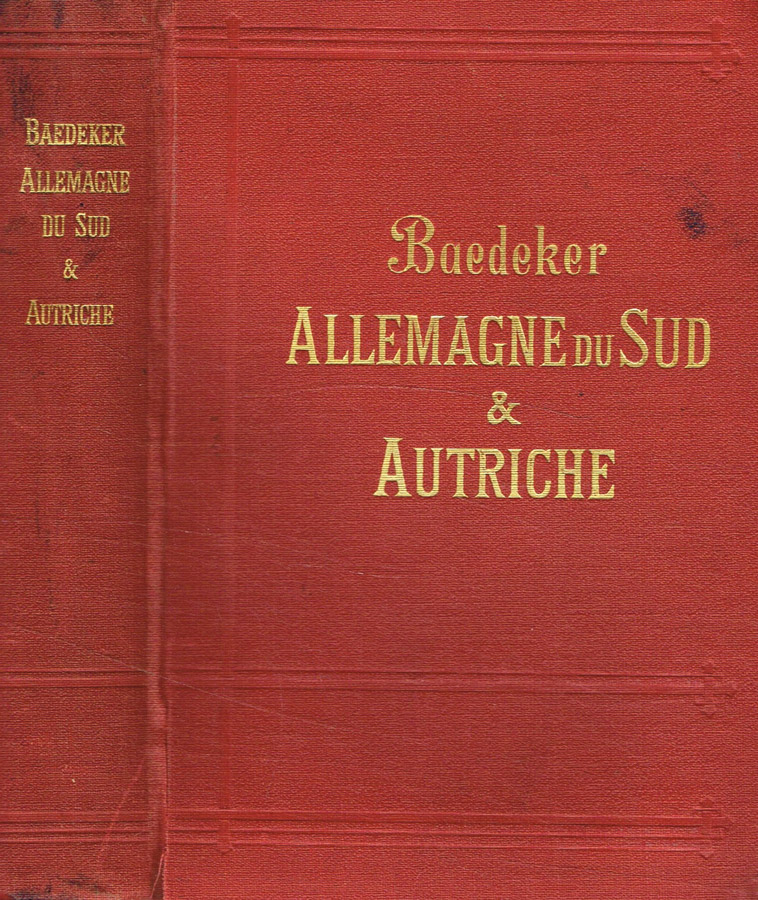 BAEDEKER
ALLEMAGNE
DU SUD
&
AUTRICHE
Baedeker
ALLEMAGNE DU SUD
&
AUTRICHE